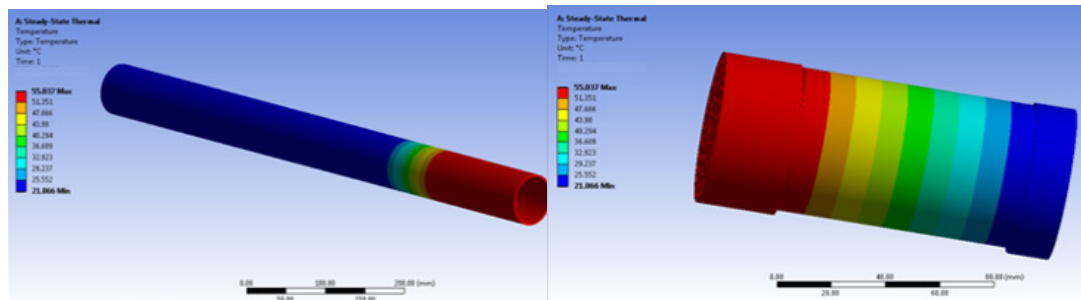 A: Steady-State Thermal
Temperature
Type: Temperature
Unit: °C
Time: 1
55.037 Max
51.351
47.666
43.98
40.294
36.609
32.923
29.237
25.552
21.866 Min
0.00
100.00
200.00 (mm)
50.00
150.00
A: Steady-State Thermal
Temperature
Type: Temperature
Unit: °C
Time: 1
55.037 Max
51.351
47.666
43.98
40.294
36.609
32.923
29.237
25.552
21.866 Min
0.00
40.00
80.00 (mm)
20.00
60.00